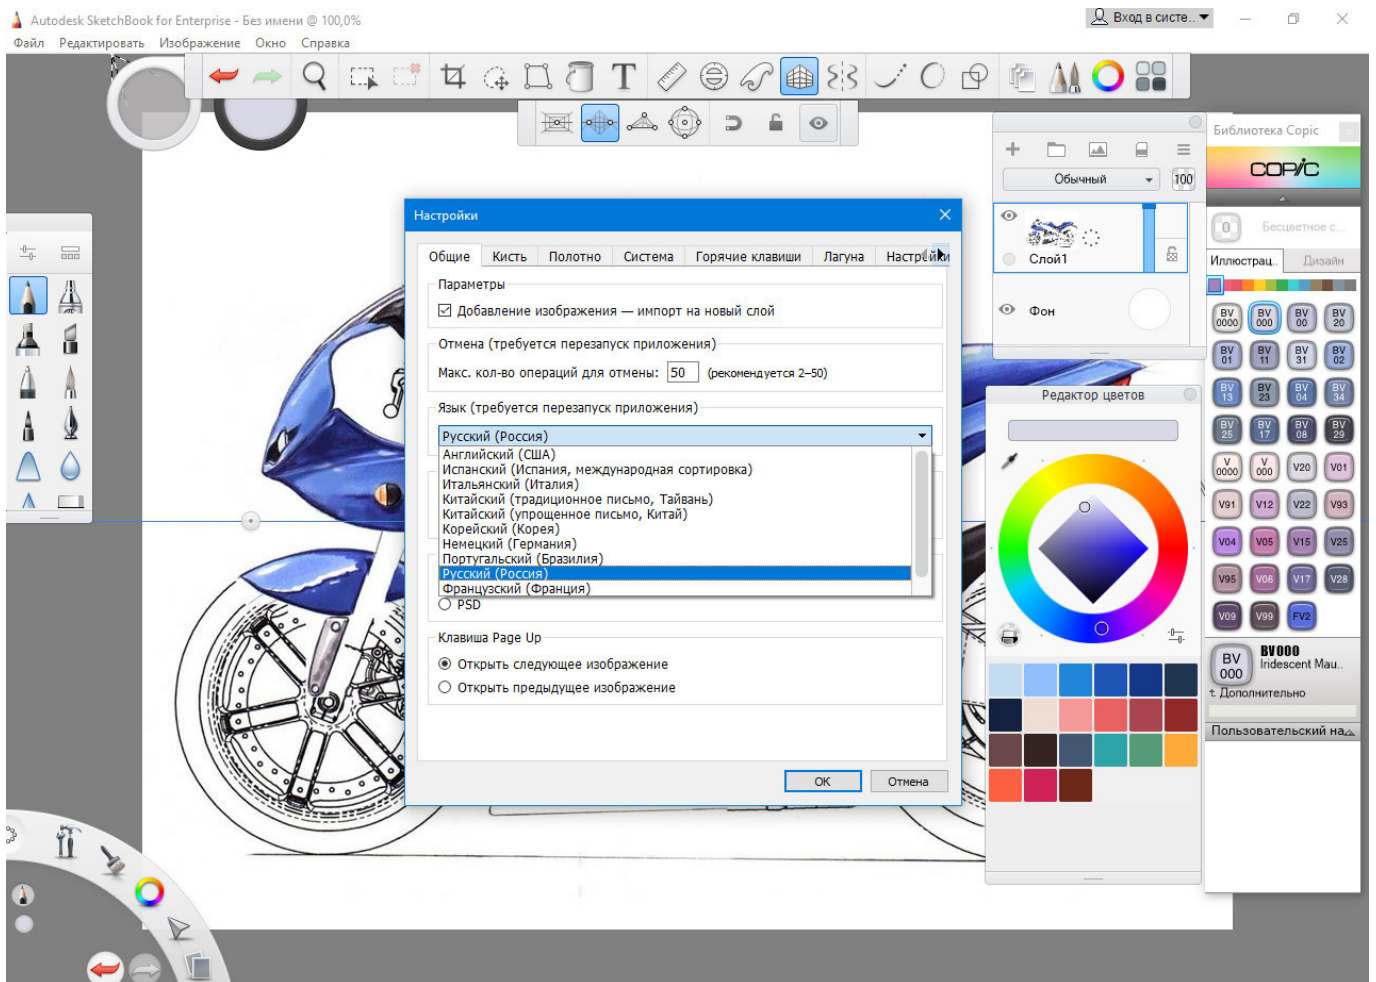 Autodesk SketchBook for Enterprise - Без имени @ 100,0%
Вход в систе..
Файл Редактировать Изображение Окно Справка
T
Библиотека Copic
COPIC
Обычный
100
0
Бесцветное с...
Слой1
Фон
Иллюстрац..
Дизайн
Настройки
Общие
Кисть
Полотно
Система
Горячие клавиши
Лагуна
Настройки
Параметры
Добавление изображения — импорт на новый слой
Отмена (требуется перезапуск приложения)
Макс. кол-во операций для отмены: 50 (рекомендуется 2–50)
Язык (требуется перезапуск приложения)
Русский (Россия)
Английский (США)
Испанский (Испания, международная сортировка)
Итальянский (Италия)
Китайский (традиционное письмо, Тайвань)
Китайский (упрощенное письмо, Китай)
Корейский (Корея)
Немецкий (Германия)
Португальский (Бразилия)
Русский (Россия)
Французский (Франция)
PSD
Клавиша Page Up
Открыть следующее изображение
Открыть предыдущее изображение
OK
Отмена
Редактор цветов
BV 0000 BV 000 BV 00 BV 20
BV 01 BV 11 BV 31 BV 02
BV 13 BV 23 BV 04 BV 34
BV 25 BV 17 BV 08 BV 29
V 0000 V 000 V20 V01
V91 V12 V22 V93
V04 V05 V15 V25
V95 V06 V17 V28
V09 V99 FV2
BV 000
BV000
Iridescent Mau..
Дополнительно
Пользовательский на